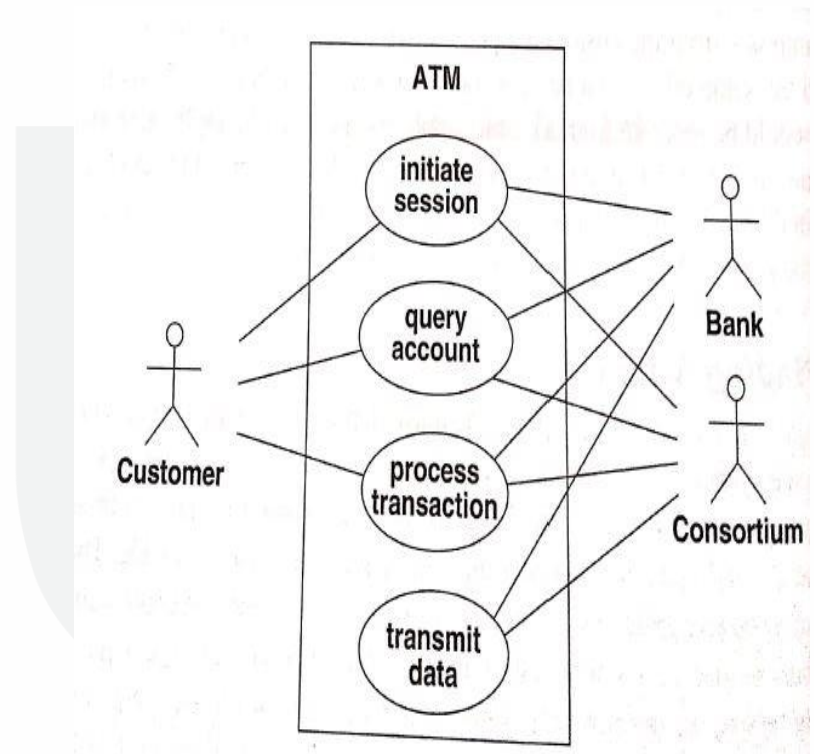 ATM
initiate
session
query
account
Bank
Customer
process
transaction
Consortium
transmit
data